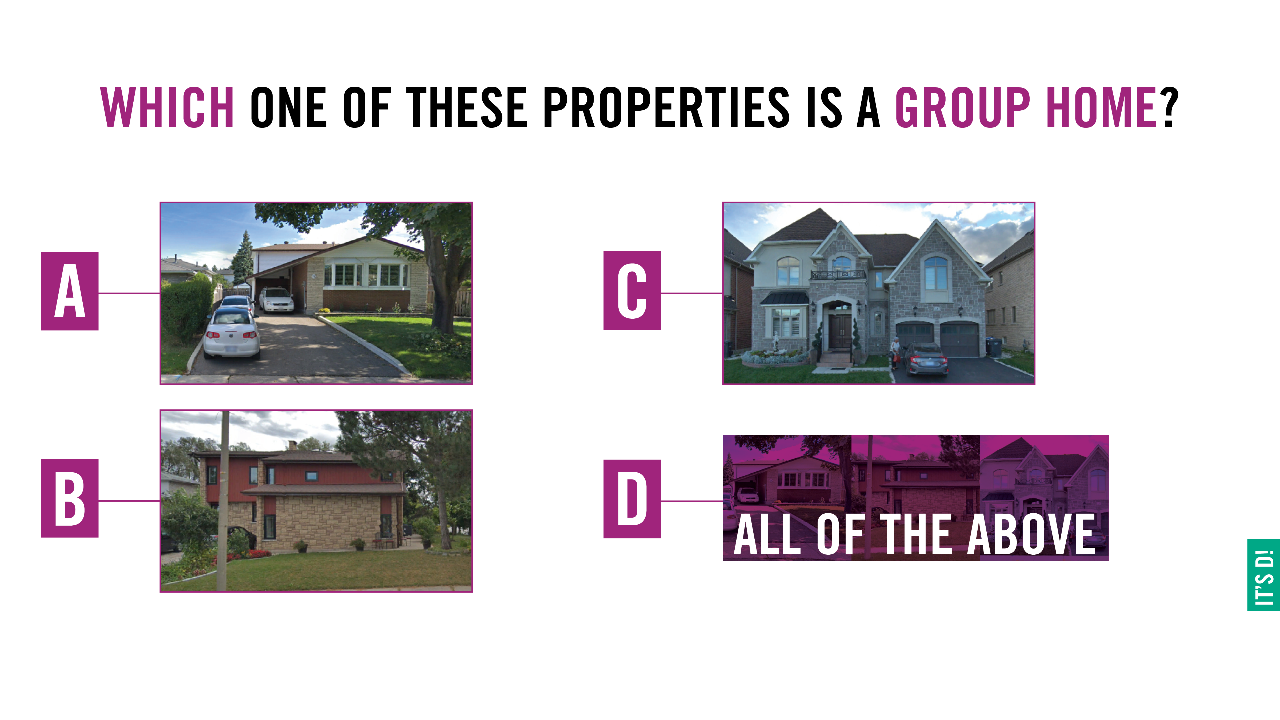 WHICH ONE OF THESE PROPERTIES IS A GROUP HOME?
A
B
C
D
ALL OF THE ABOVE
IT'S D!